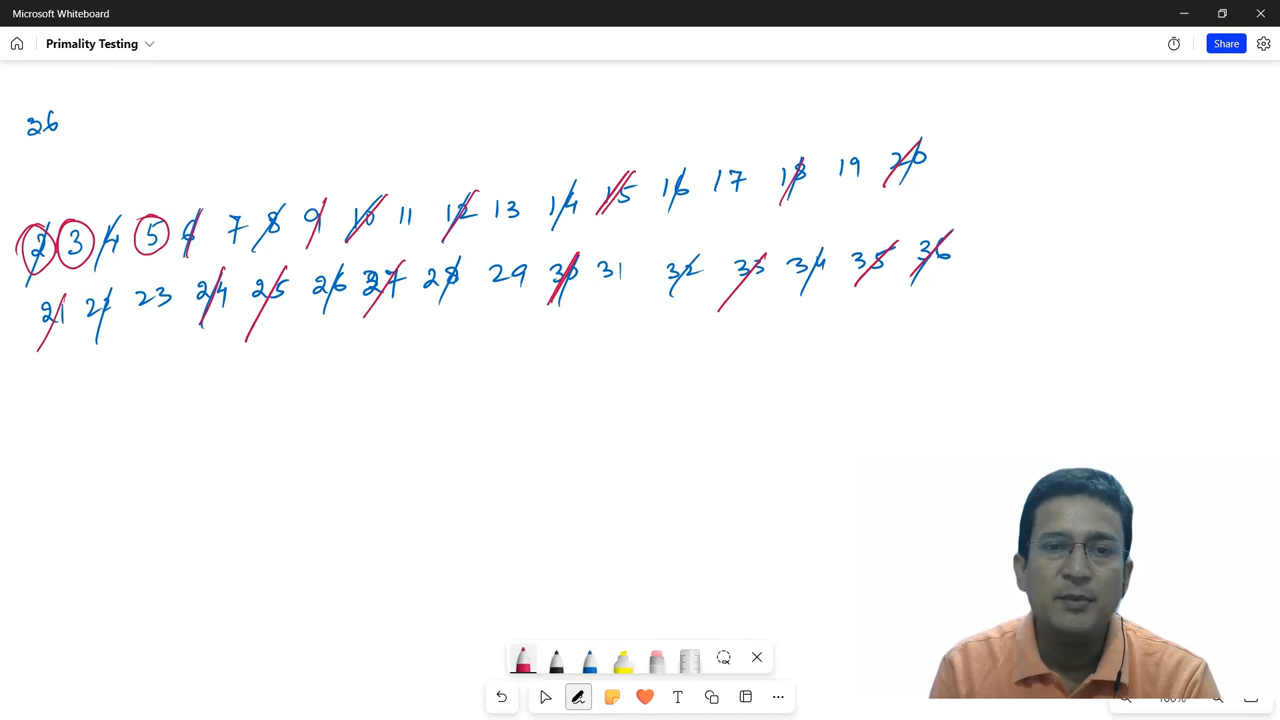 Microsoft Whiteboard
Primality Testing
Share
36
2 3 4 5 6 7 8 9 10 11 12 13 14 15 16 17 18 19 20
21 22 23 24 25 26 27 28 29 30 31 32 33 34 35 36
100%